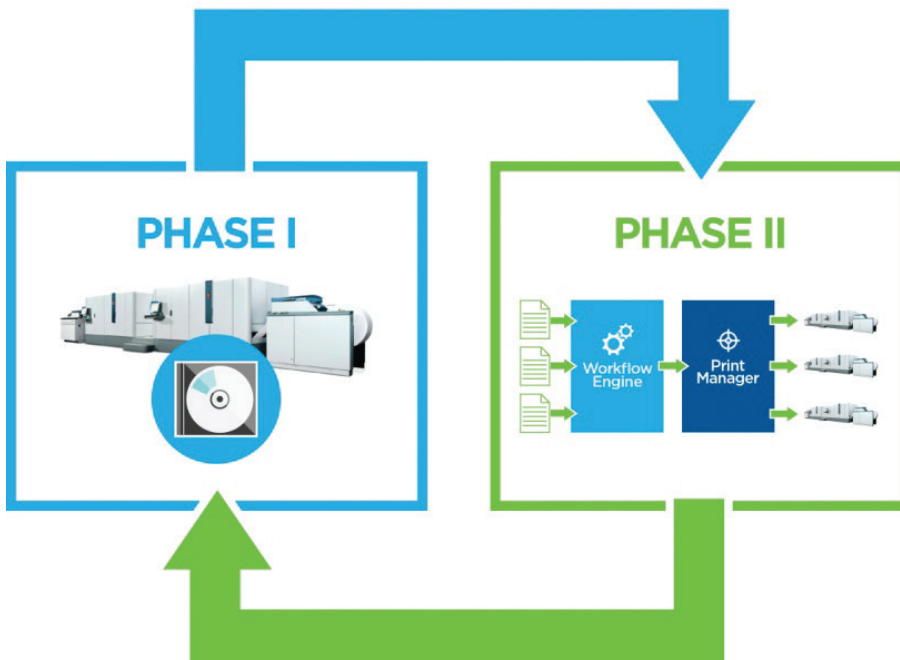 PHASE I
PHASE II
Workflow
Engine
Print
Manager